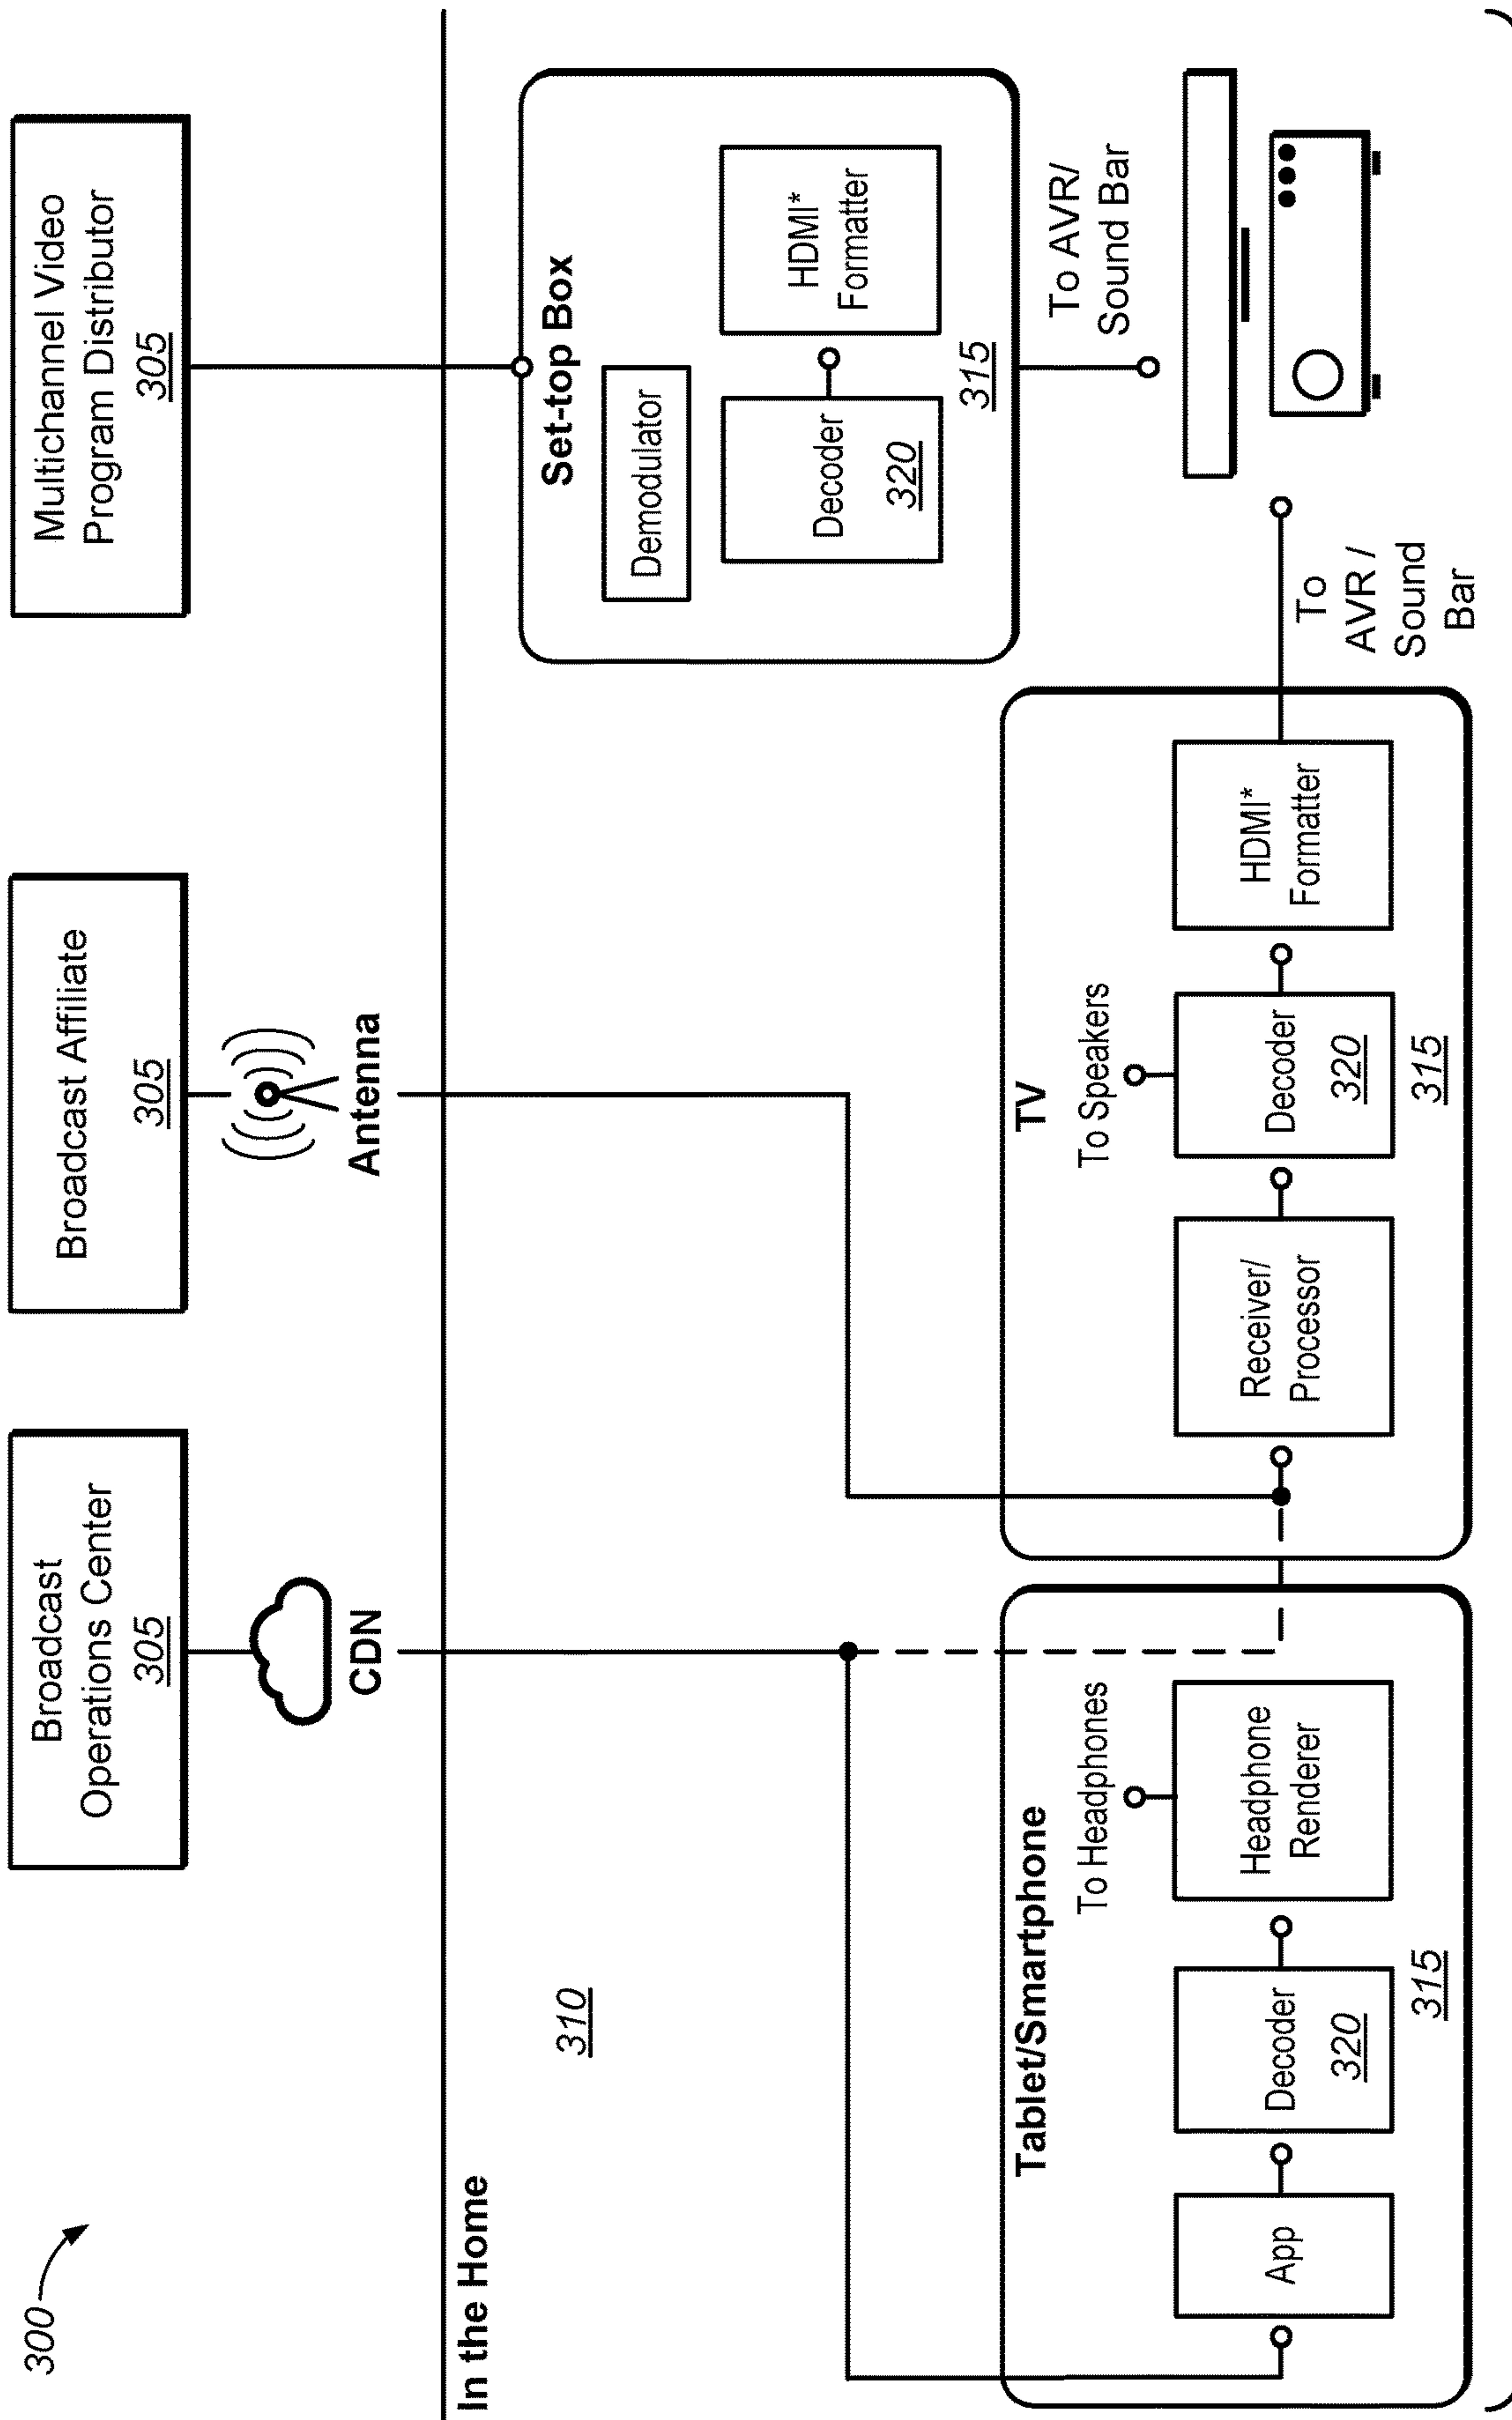 300
Broadcast
Operations Center
305
CDN
Broadcast Affiliate
305
Antenna
Multichannel Video
Program Distributor
305
In the Home
310
Set-top Box
Demodulator
Decoder
320
HDMI*
Formatter
315
To AVR/
Sound Bar
Tablet/Smartphone
To Headphones
App
Decoder
320
Headphone
Renderer
315
TV
To Speakers
Receiver/
Processor
Decoder
320
HDMI*
Formatter
315
To
AVR /
Sound
Bar